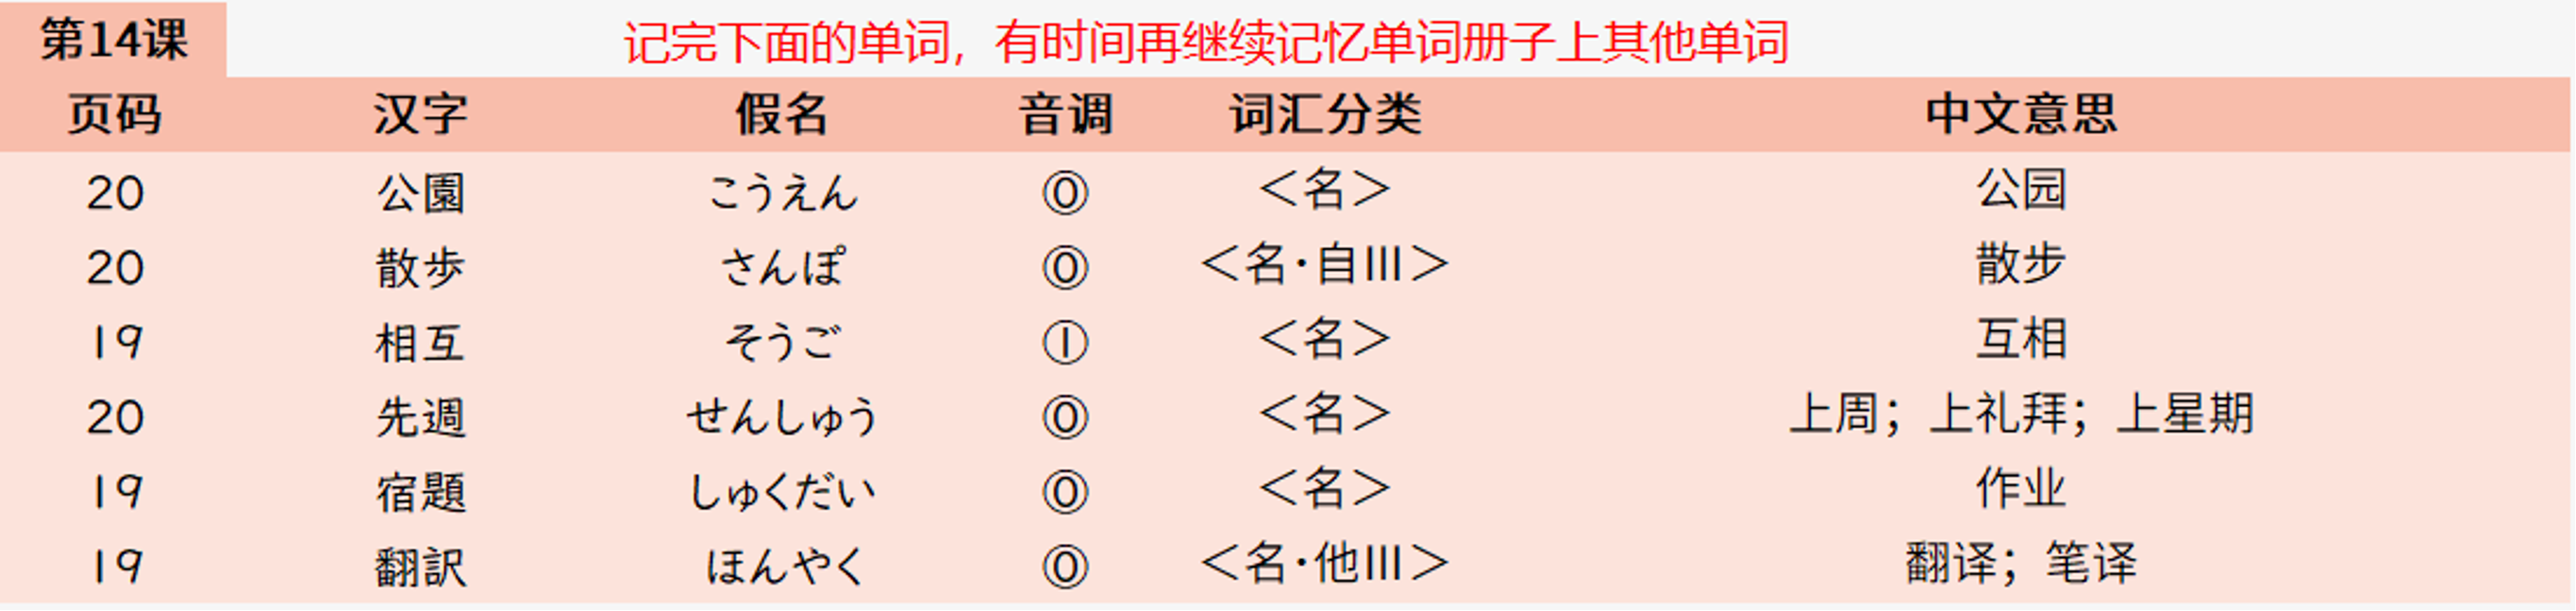 第14课 记完下面的单词，有时间再继续记忆单词册子上其他单词
页码 汉字 假名 音调 词汇分类 中文意思
20 公園 こうえん ⓪ ＜名＞ 公园
20 散歩 さんぽ ⓪ ＜名·自Ⅲ＞ 散步
19 相互 そうご ① ＜名＞ 互相
20 先週 せんしゅう ⓪ ＜名＞ 上周；上礼拜；上星期
19 宿題 しゅくだい ⓪ ＜名＞ 作业
19 翻訳 ほんやく ⓪ ＜名·他Ⅲ＞ 翻译；笔译